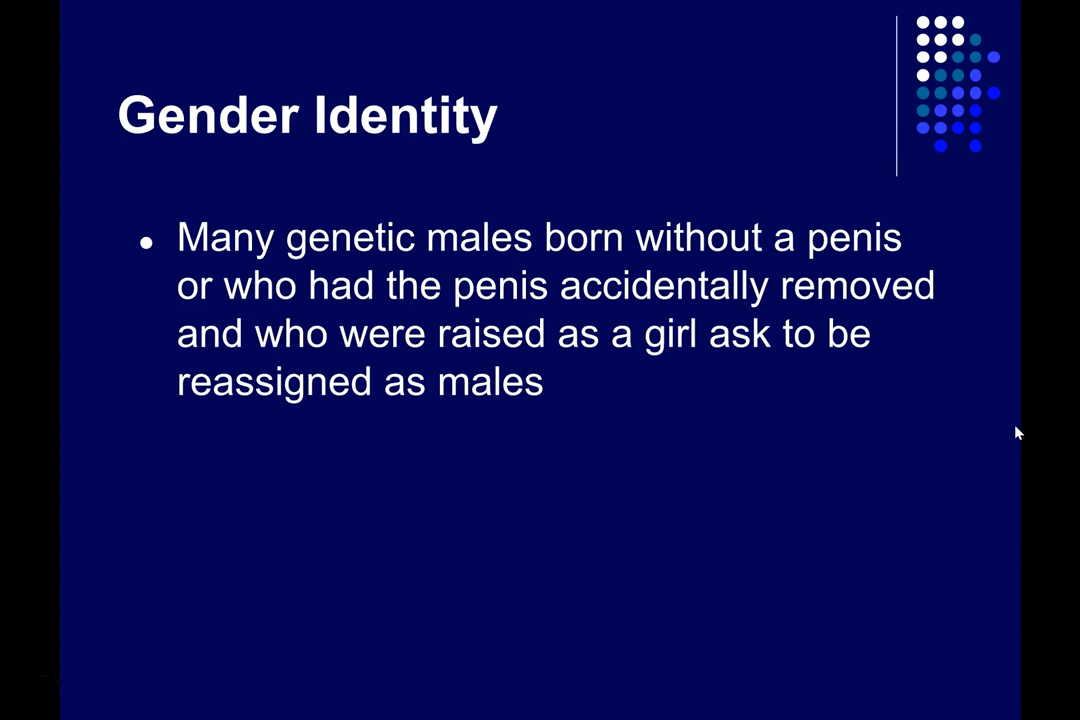 Gender Identity
● Many genetic males born without a penis
or who had the penis accidentally removed
and who were raised as a girl ask to be
reassigned as males